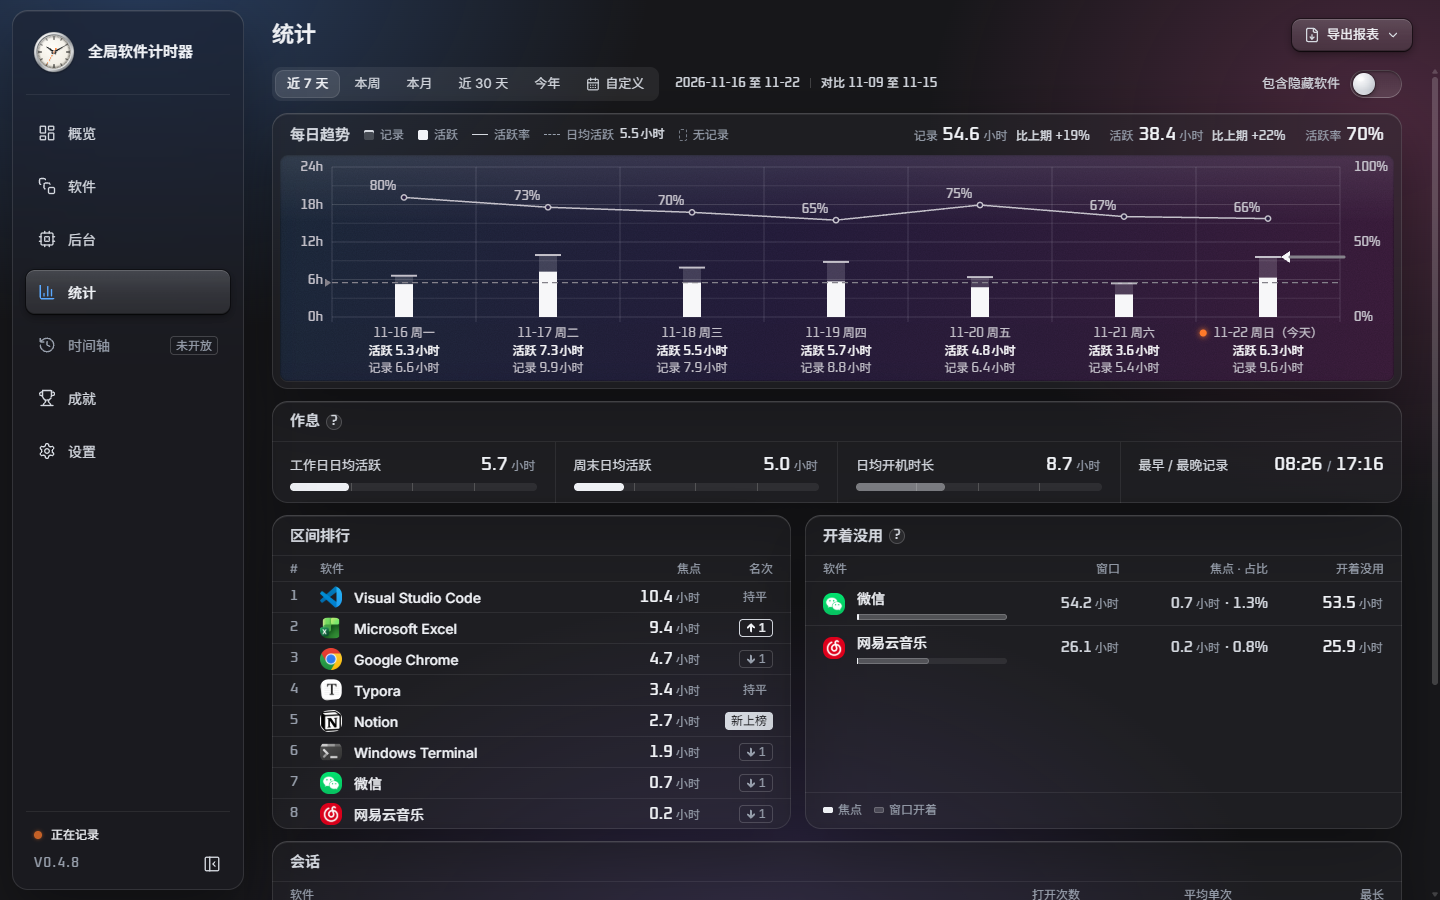 全局软件计时器
概览
软件
后台
统计
时间轴 未开放
成就
设置
正在记录
V0.4.8
统计
导出报表
近 7 天 本周 本月 近 30 天 今年 自定义 2026-11-16 至 11-22 对比 11-09 至 11-15 包含隐藏软件
每日趋势 记录 活跃 活跃率 日均活跃 5.5小时 无记录 记录 54.6 小时 比上期 +19% 活跃 38.4 小时 比上期 +22% 活跃率 70%
24h 100%
80% 73% 70% 65% 75% 67% 66%
18h
12h 50%
6h
0h 0%
11-16 周一 11-17 周二 11-18 周三 11-19 周四 11-20 周五 11-21 周六 11-22 周日（今天）
活跃 5.3小时 活跃 7.3小时 活跃 5.5小时 活跃 5.7小时 活跃 4.8小时 活跃 3.6小时 活跃 6.3小时
记录 6.6小时 记录 9.9小时 记录 7.9小时 记录 8.8小时 记录 6.4小时 记录 5.4小时 记录 9.6小时
作息 ?
工作日日均活跃 5.7 小时 周末日均活跃 5.0 小时 日均开机时长 8.7 小时 最早 / 最晚记录 08:26 / 17:16
区间排行
# 软件 焦点 名次
1 Visual Studio Code 10.4 小时 持平
2 Microsoft Excel 9.4 小时 ↑ 1
3 Google Chrome 4.7 小时 ↓ 1
4 Typora 3.4 小时 持平
5 Notion 2.7 小时 新上榜
6 Windows Terminal 1.9 小时 ↓ 1
7 微信 0.7 小时 ↓ 1
8 网易云音乐 0.2 小时 ↓ 1
开着没用 ?
软件 窗口 焦点 · 占比 开着没用
微信 54.2 小时 0.7 小时 · 1.3% 53.5 小时
网易云音乐 26.1 小时 0.2 小时 · 0.8% 25.9 小时
焦点 窗口开着
会话
软件 打开次数 平均单次 最长